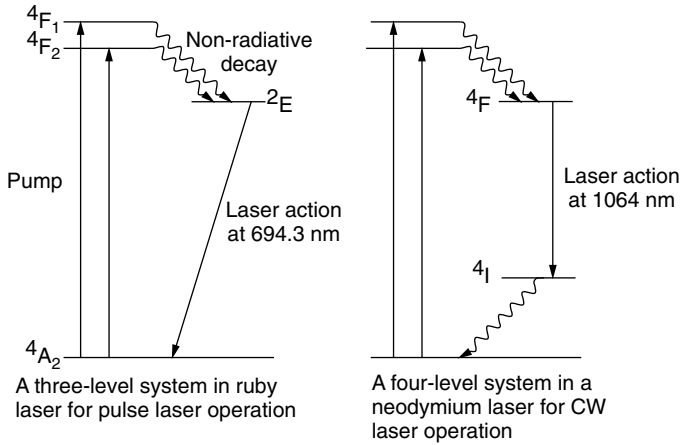 4F1
4F2
Non-radiative
decay
2E
Pump
Laser action
at 694.3 nm
4A2
A three-level system in ruby
laser for pulse laser operation
4F
Laser action
at 1064 nm
4I
A four-level system in a
neodymium laser for CW
laser operation